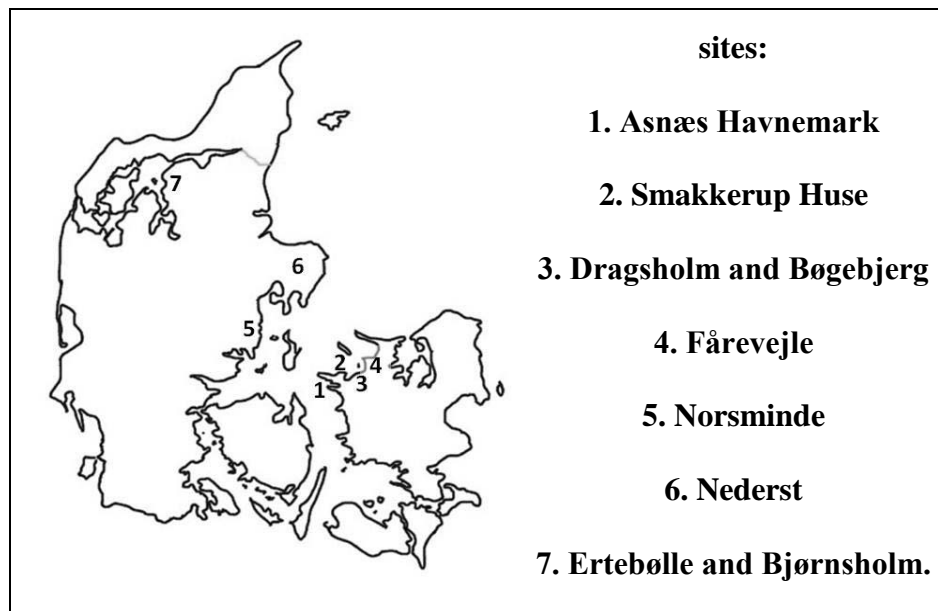 sites:
1. Asnæs Havnemark
2. Smakkerup Huse
3. Dragsholm and Bøgebjerg
4. Fårevejle
5. Norsminde
6. Nederst
7. Ertebølle and Bjørnsholm.
7
6
5
2
4
1
3